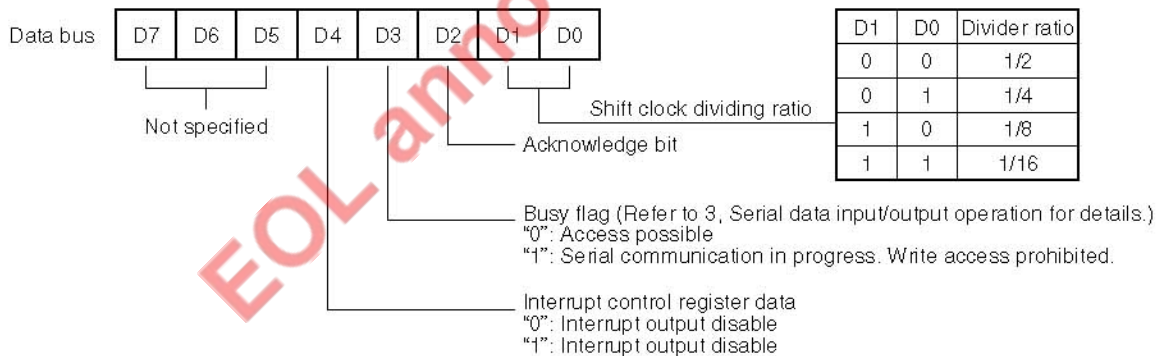 Data bus D7 D6 D5 D4 D3 D2 D1 D0
Not specified
Shift clock dividing ratio
D1 D0 Divider ratio
0 0 1/2
0 1 1/4
1 0 1/8
1 1 1/16
Acknowledge bit
Busy flag (Refer to 3, Serial data input/output operation for details.)
"0": Access possible
"1": Serial communication in progress. Write access prohibited.
Interrupt control register data
"0": Interrupt output disable
"1": Interrupt output disable
EOL anno